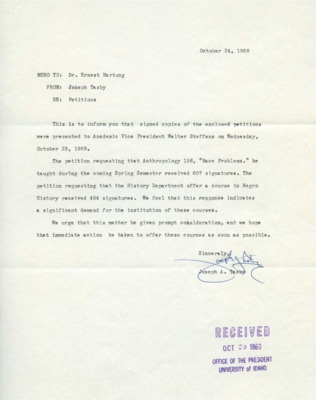 October 24, 1968
MEMO TO: Dr. Ernest Hartung
FROM: Joseph Tasby
RE: Petitions
This is to inform you that signed copies of the enclosed petitions
were presented to Academic Vice President Walter Steffens on Wednesday,
October 23, 1968.
The petition requesting that Anthropology 158, "Race Problems," be
taught during the coming Spring Semester received 607 signatures. The
petition requesting that the History Department offer a course in Negro
History received 484 signatures. We feel that this response indicates
a significant demand for the institution of these courses.
We urge that this matter be given prompt consideration, and we hope
that immediate action be taken to offer these courses as soon as possible.
Sincerely,
Joseph A. Tasby
RECEIVED
OCT 1968
OFFICE OF THE PRESIDENT
UNIVERSITY of IDAHO